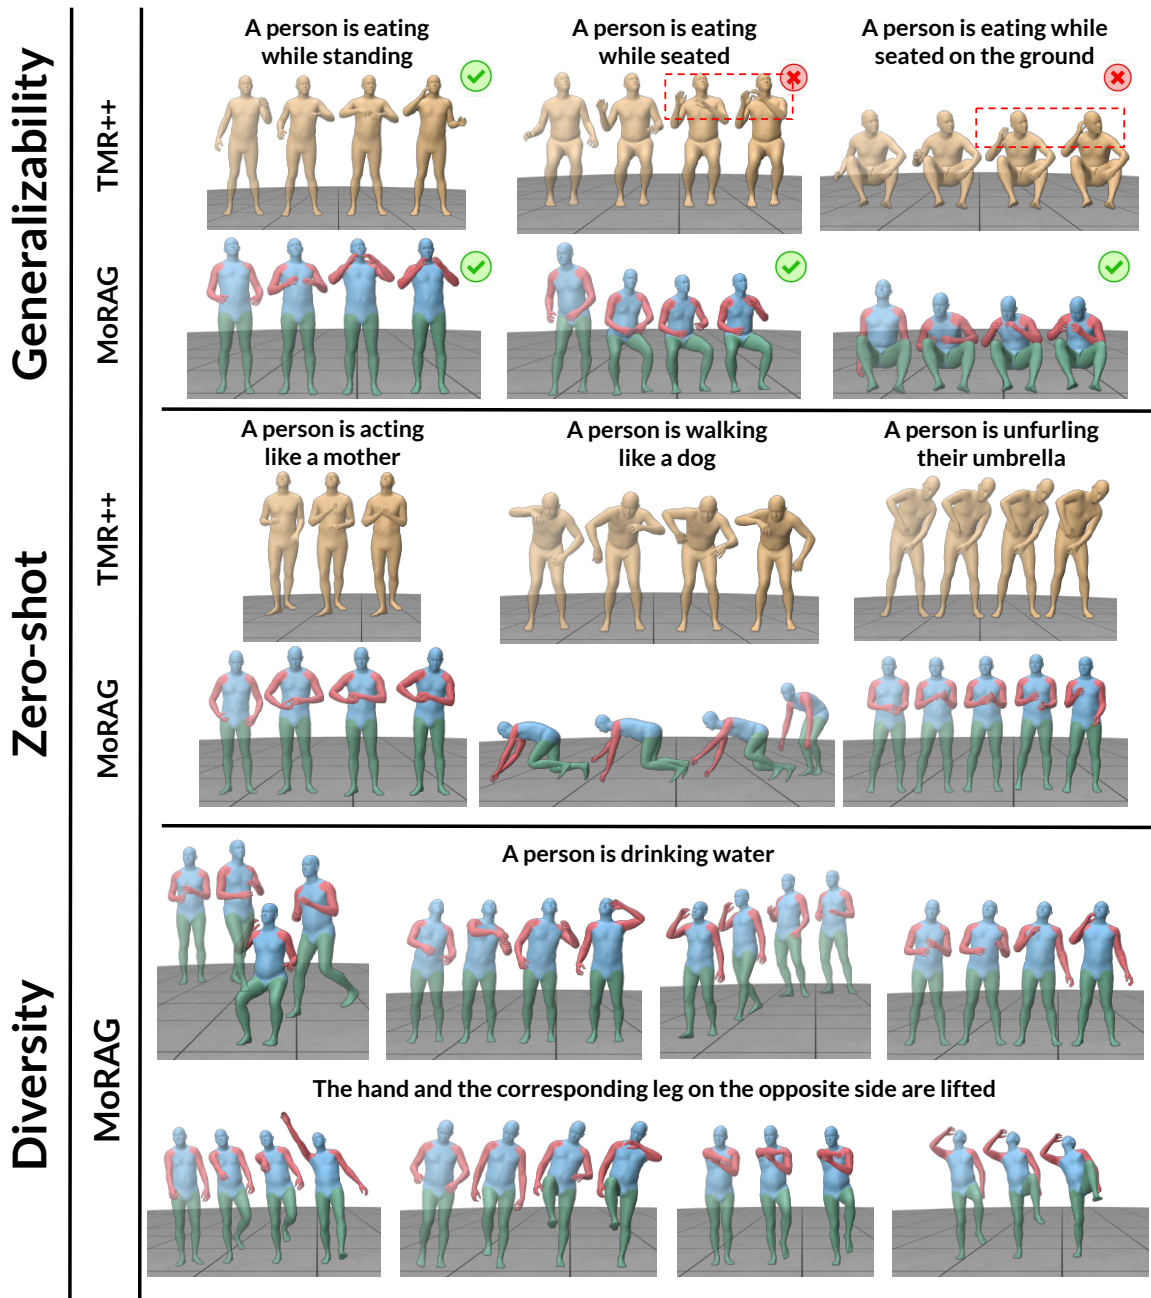 Generalizability
TMR++
MoRAG
A person is eating
while standing
A person is eating
while seated
A person is eating while
seated on the ground
Zero-shot
TMR++
MoRAG
A person is acting
like a mother
A person is walking
like a dog
A person is unfurling
their umbrella
Diversity
MoRAG
A person is drinking water
The hand and the corresponding leg on the opposite side are lifted